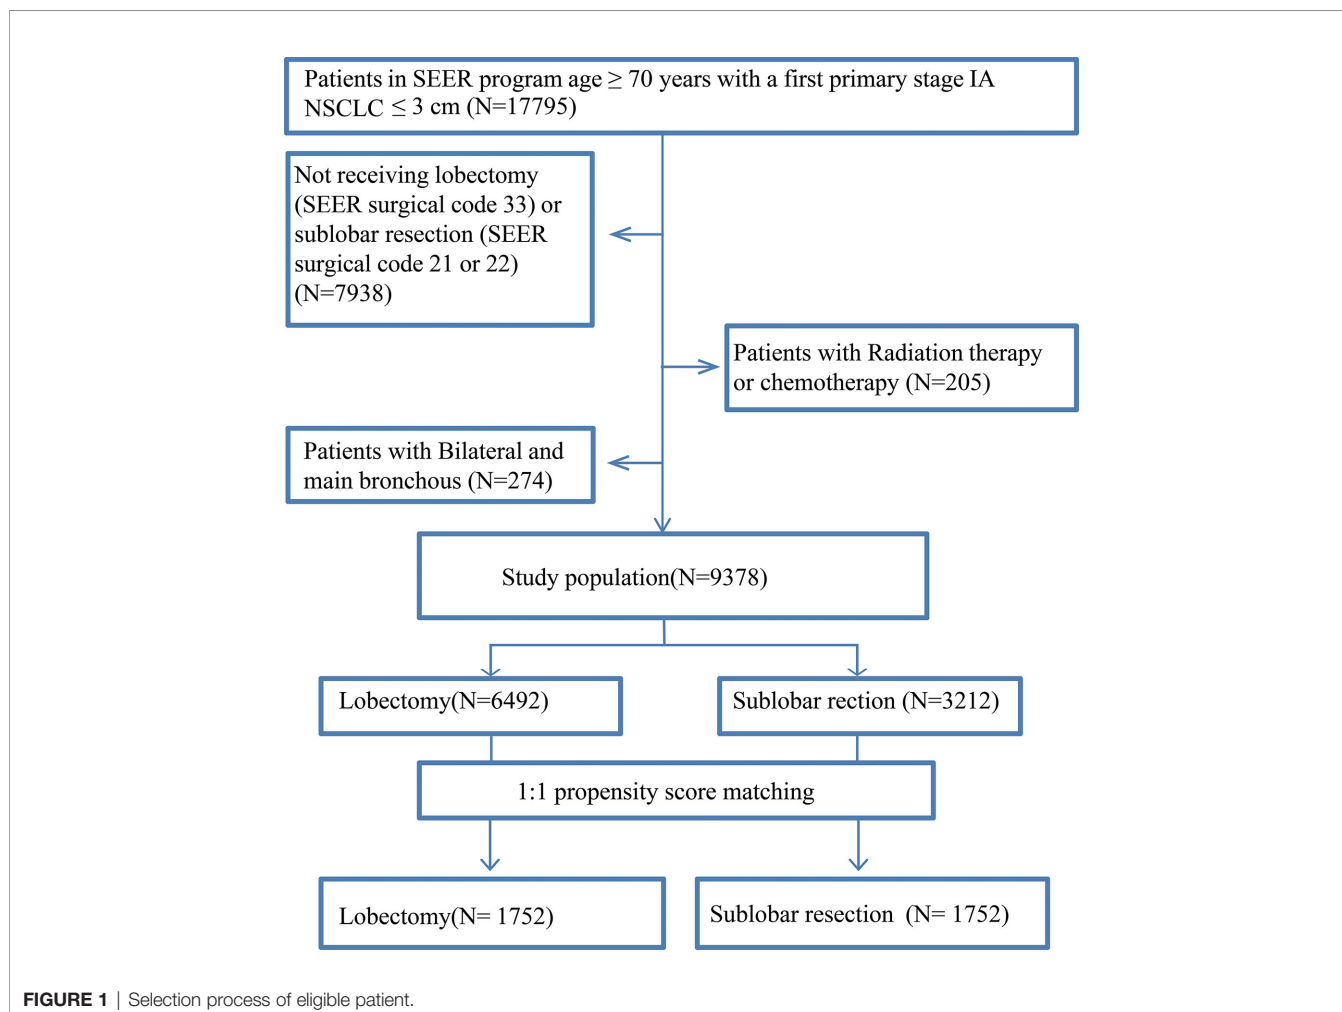 Patients in SEER program age ≥ 70 years with a first primary stage IA
NSCLC ≤ 3 cm (N=17795)
Not receiving lobectomy
(SEER surgical code 33) or
sublobar resection (SEER
surgical code 21 or 22)
(N=7938)
Patients with Radiation therapy
or chemotherapy (N=205)
Patients with Bilateral and
main bronchous (N=274)
Study population(N=9378)
Lobectomy(N=6492)
Sublobar rection (N=3212)
1:1 propensity score matching
Lobectomy(N= 1752)
Sublobar resection (N= 1752)
FIGURE 1 | Selection process of eligible patient.